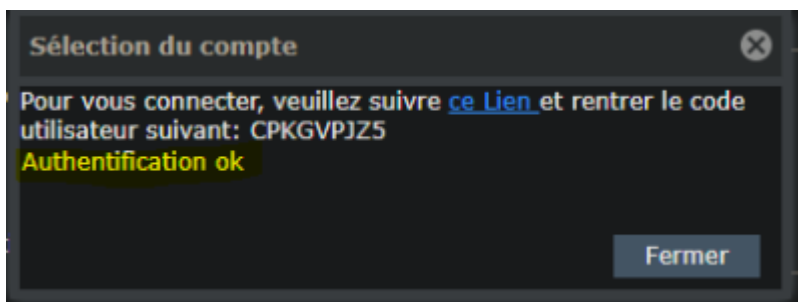 Sélection du compte
Pour vous connecter, veuillez suivre ce Lien et rentrer le code
utilisateur suivant: CPKGVPJZ5
Authentification ok
Fermer